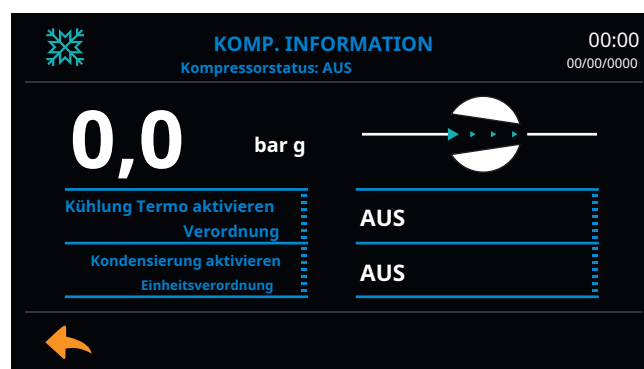 KOMP. INFORMATION
00:00
Kompressorstatus: AUS
00/00/0000
0,0 bar g
Kühlung Termo aktivieren
Verordnung
AUS
Kondensierung aktivieren
Einheitsverordnung
AUS